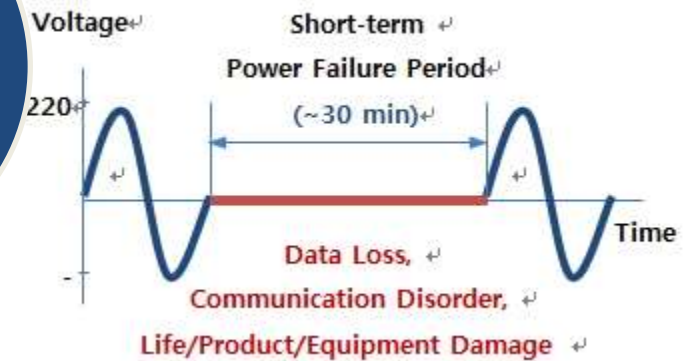 Voltage↵
Short-term ↵
Power Failure Period↵
220↵
(~30 min)↵
↵
↵
Time
-
Data Loss, ↵
Communication Disorder, ↵
Life/Product/Equipment Damage ↵